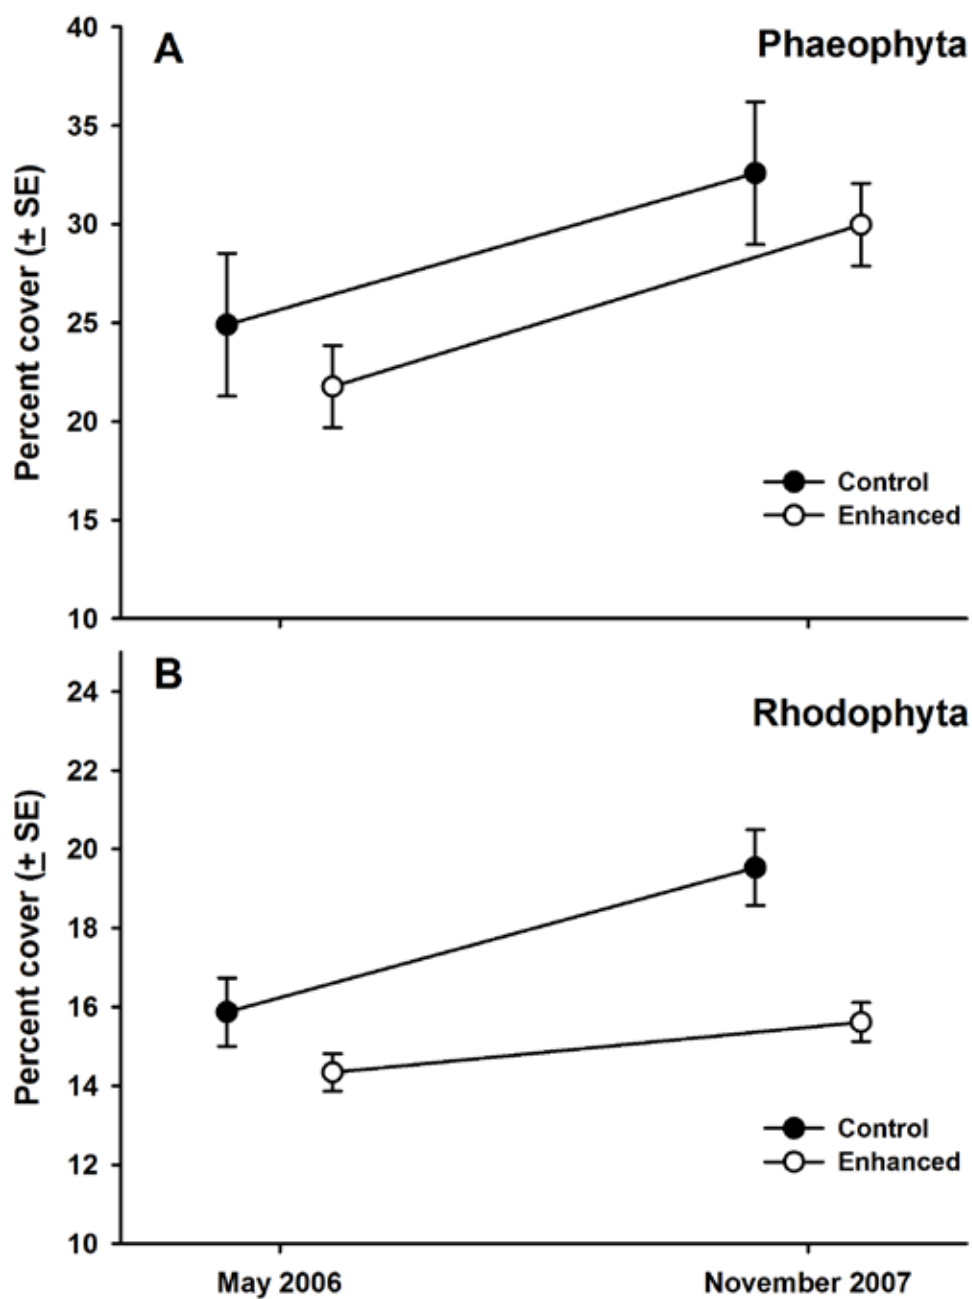 A
Phaeophyta
Percent cover (± SE)
40
35
30
25
20
15
10
Control
Enhanced
B
Rhodophyta
Percent cover (± SE)
24
22
20
18
16
14
12
10
Control
Enhanced
May 2006
November 2007